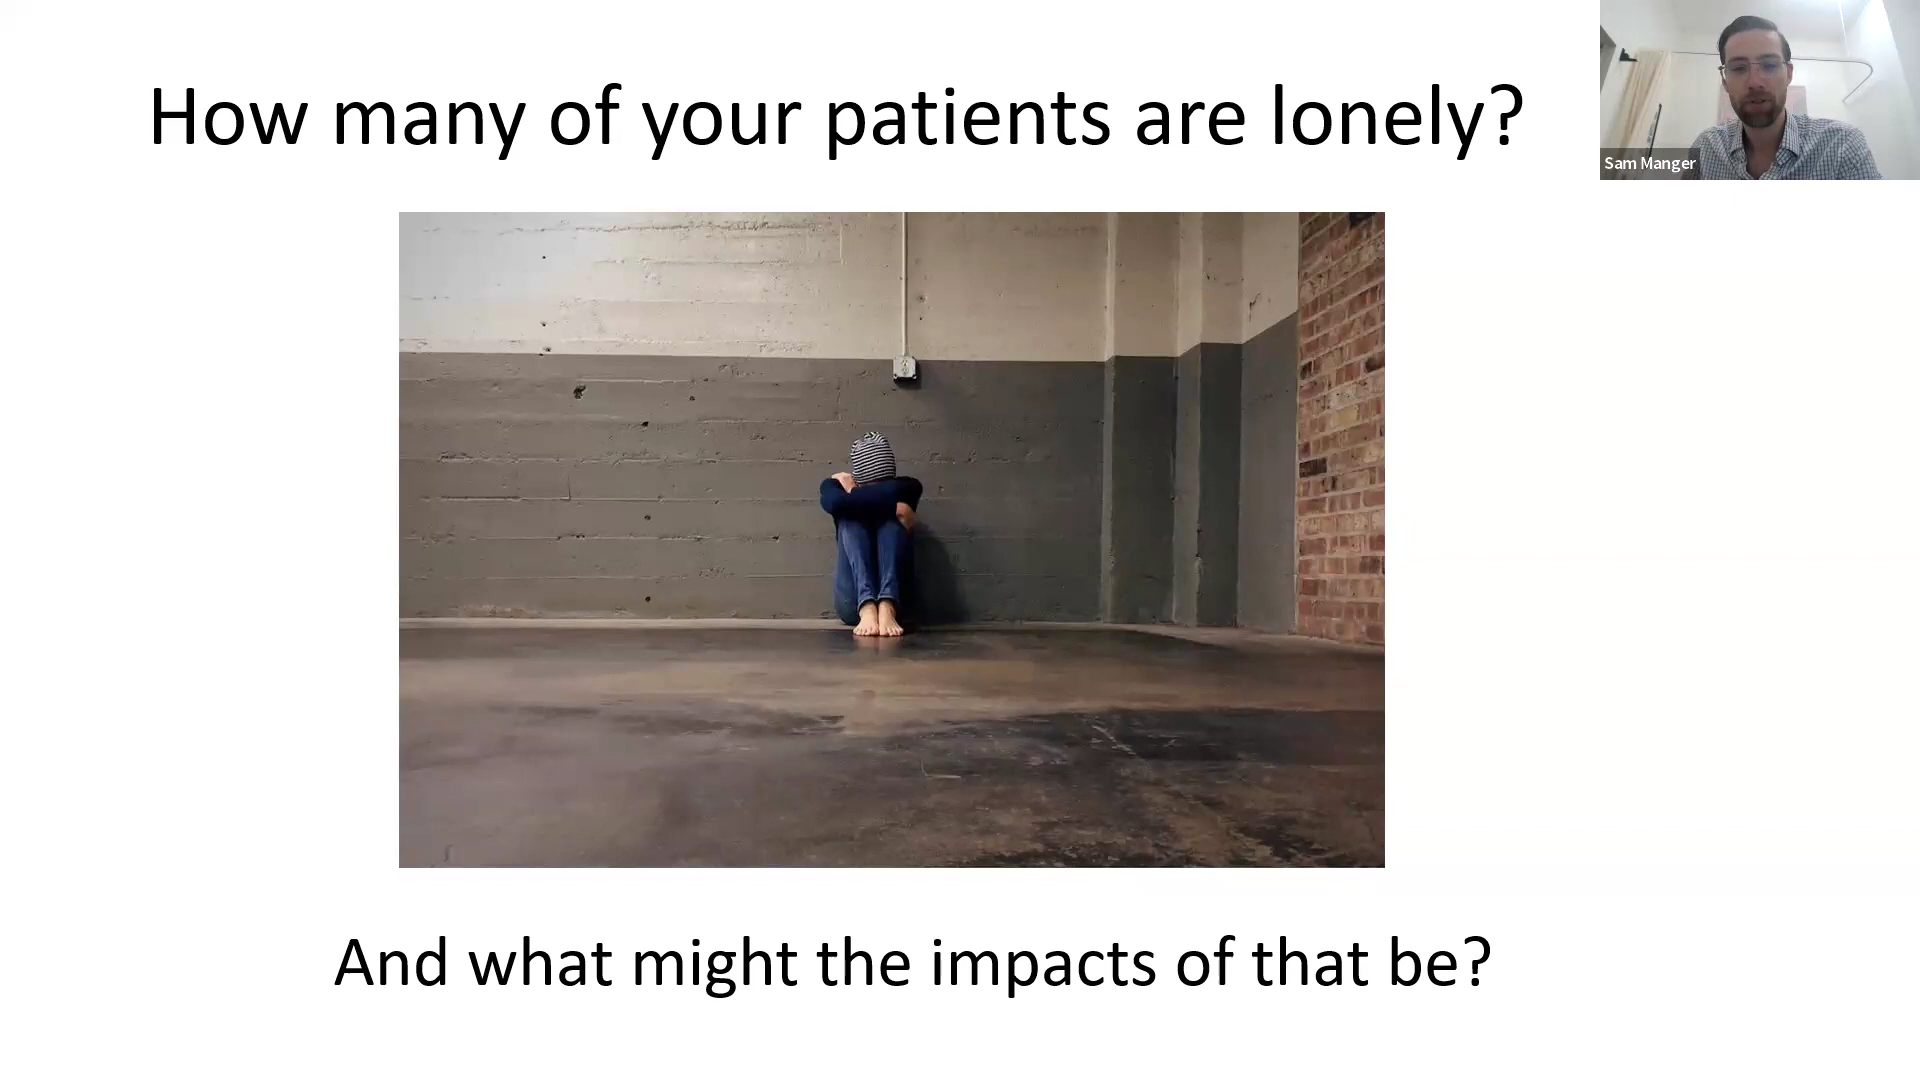 How many of your patients are lonely?
Sam Manger
And what might the impacts of that be?